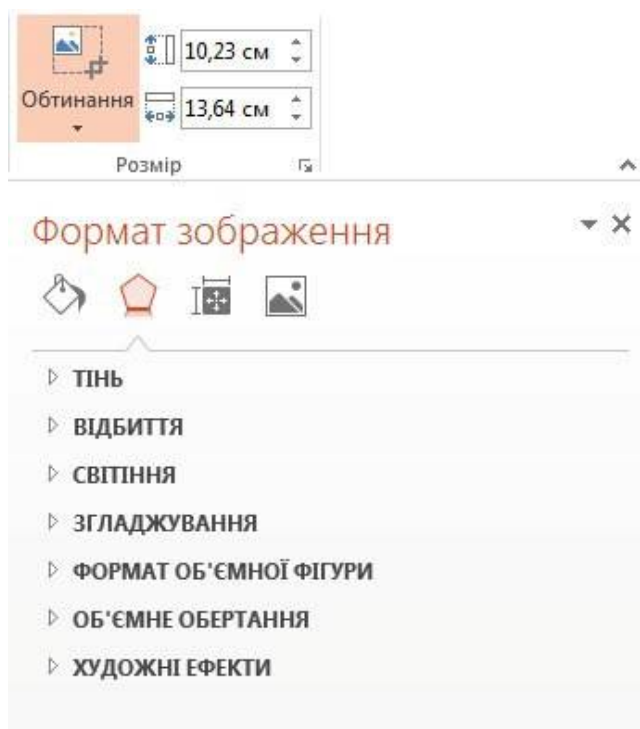 10,23 см
Обтинання
13,64 см
Розмір
Формат зображення
ТІНЬ
ВІДБИТТЯ
СВІТІННЯ
ЗГЛАДЖУВАННЯ
ФОРМАТ ОБ'ЄМНОЇ ФІГУРИ
ОБ'ЄМНЕ ОБЕРТАННЯ
ХУДОЖНІ ЕФЕКТИ